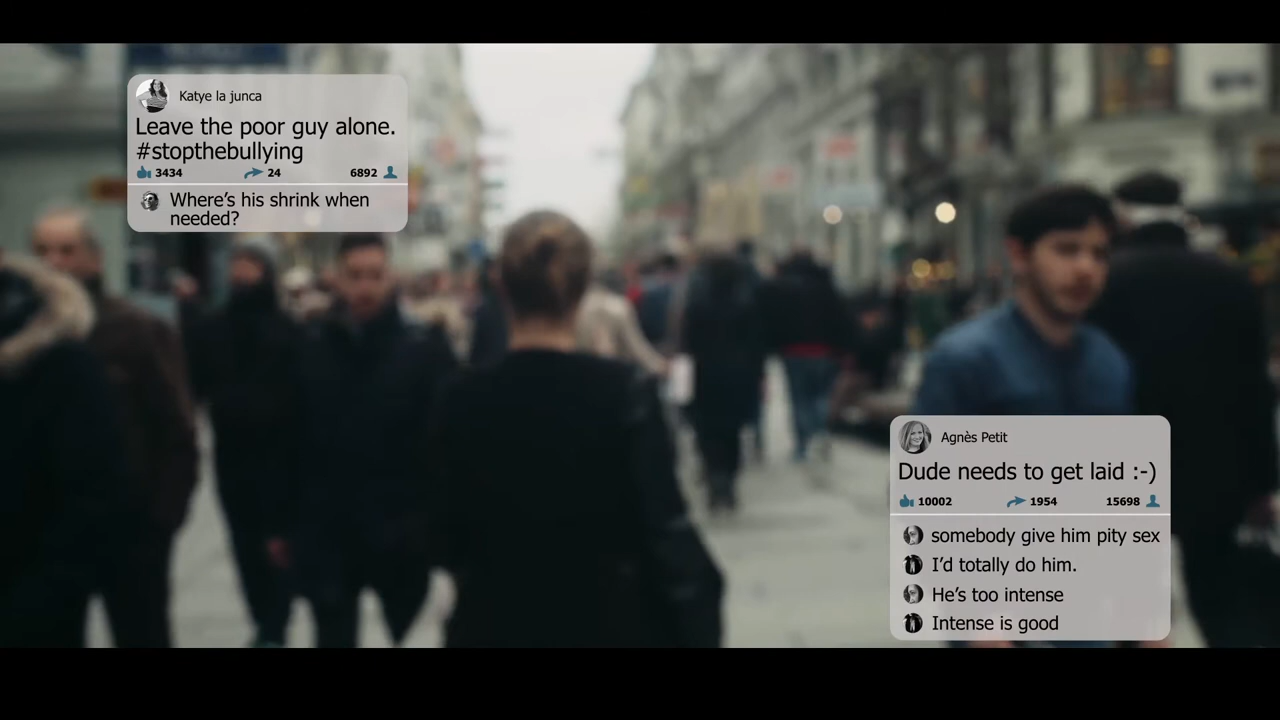 Katye la junca
Leave the poor guy alone.
#stopthebullying
3434 24 6892
Where's his shrink when
needed?
Agnès Petit
Dude needs to get laid :-)
10002 1954 15698
somebody give him pity sex
I'd totally do him.
He's too intense
Intense is good